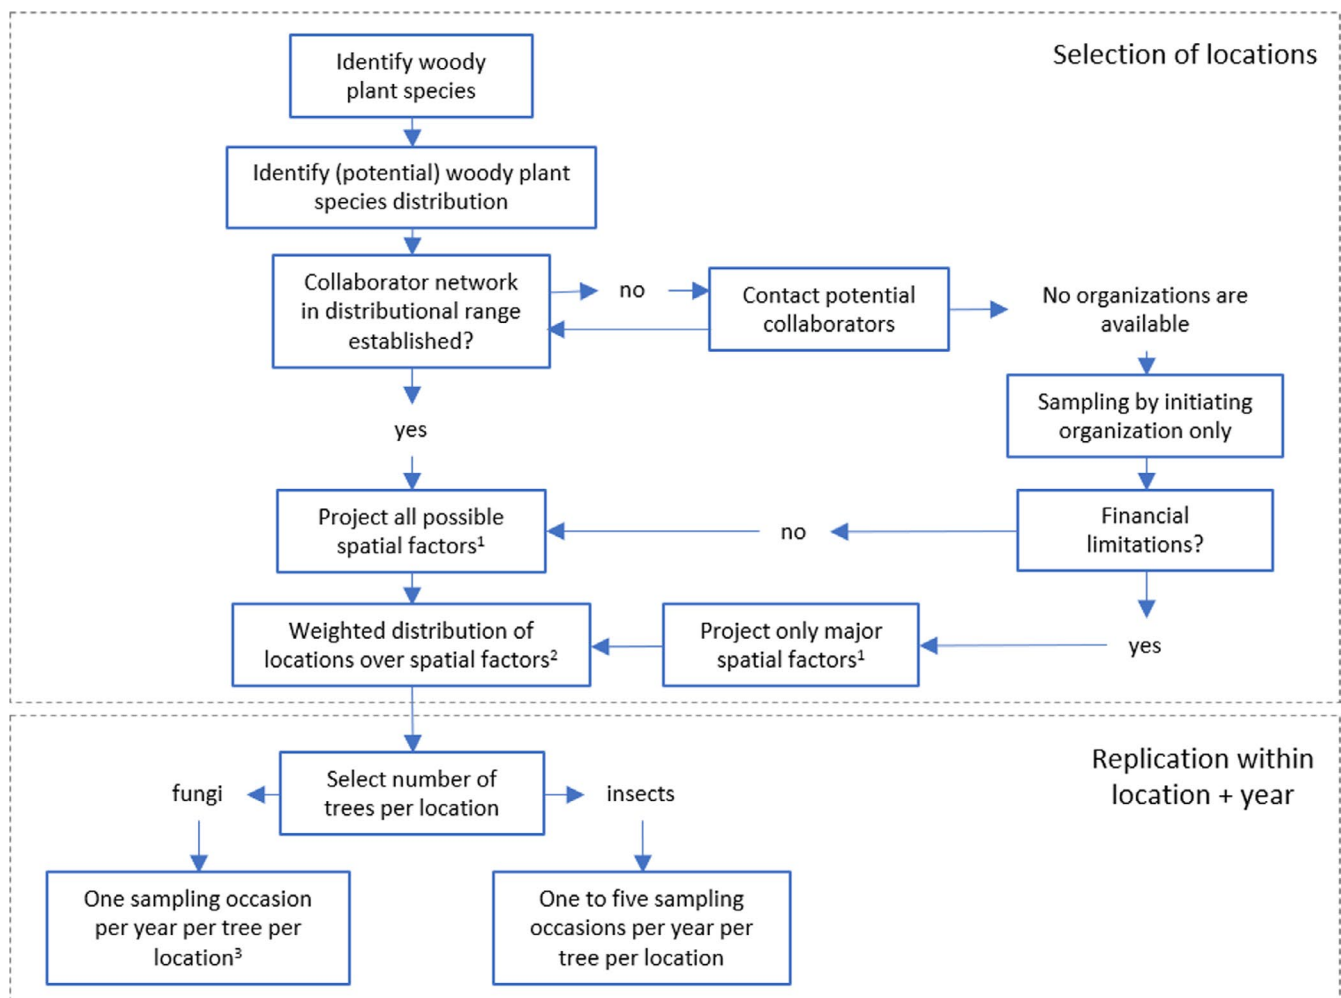 Selection of locations
Identify woody
plant species
Identify (potential) woody plant
species distribution
Collaborator network
in distributional range
established?
no
Contact potential
collaborators
No organizations are
available
Sampling by initiating
organization only
yes
Project all possible
spatial factors¹
no
Financial
limitations?
Weighted distribution of
locations over spatial factors²
Project only major
spatial factors¹
yes
Replication within
location + year
Select number of
trees per location
fungi
insects
One sampling occasion
per year per tree per
location³
One to five sampling
occasions per year per
tree per location